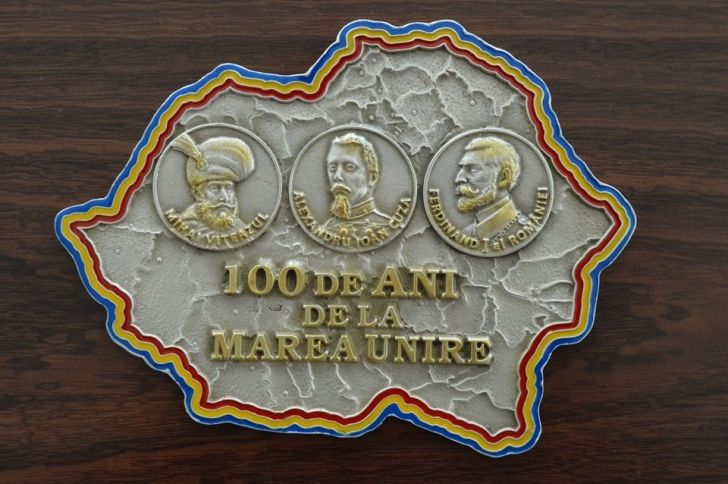 MIHAI VITEAZUL
ALEXANDRU IOAN CUZA
FERDINAND I al ROMÂNIEI
100 DE ANI
DE LA
MAREA UNIRE